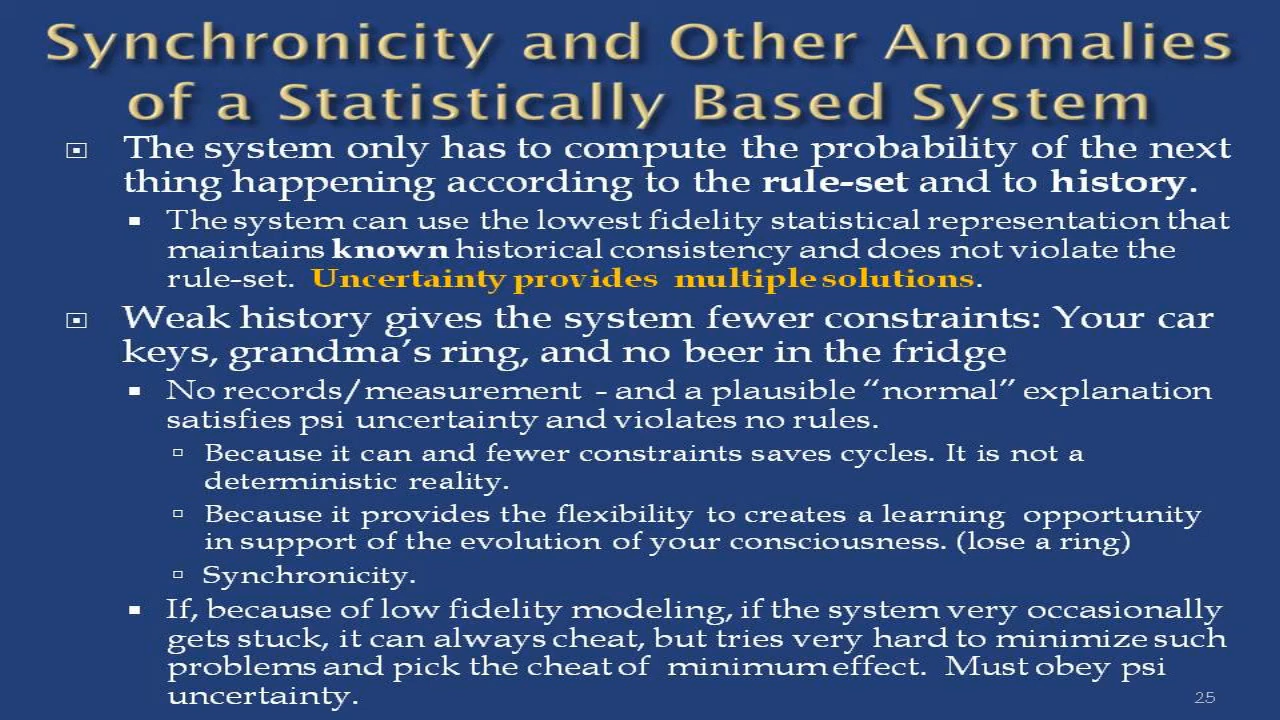 Synchronicity and Other Anomalies
of a Statistically Based System
The system only has to compute the probability of the next
thing happening according to the rule-set and to history.
The system can use the lowest fidelity statistical representation that
maintains known historical consistency and does not violate the
rule-set. Uncertainty provides multiple solutions.
Weak history gives the system fewer constraints: Your car
keys, grandma's ring, and no beer in the fridge
No records/measurement - and a plausible "normal" explanation
satisfies psi uncertainty and violates no rules.
Because it can and fewer constraints saves cycles. It is not a
deterministic reality.
Because it provides the flexibility to creates a learning opportunity
in support of the evolution of your consciousness. (lose a ring)
Synchronicity.
If, because of low fidelity modeling, if the system very occasionally
gets stuck, it can always cheat, but tries very hard to minimize such
problems and pick the cheat of minimum effect. Must obey psi
uncertainty.
25